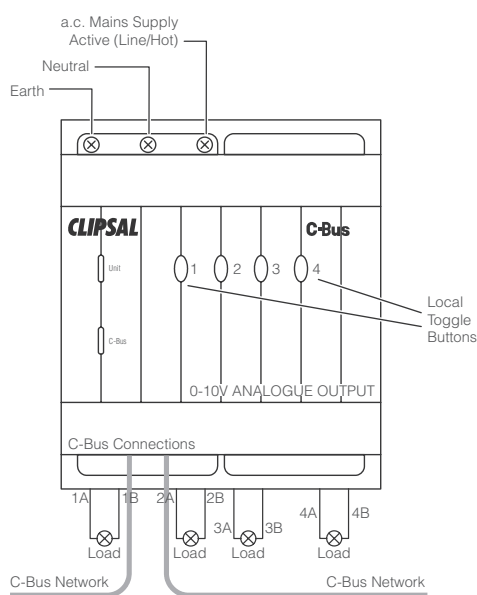 a.c. Mains Supply
Active (Line/Hot)
Neutral
Earth
CLIPSAL
C-Bus
Unit
1
2
3
4
C-Bus
Local
Toggle
Buttons
0-10V ANALOGUE OUTPUT
C-Bus Connections
1A
1B
2A
2B
3A
3B
4A
4B
Load
Load
Load
Load
C-Bus Network
C-Bus Network